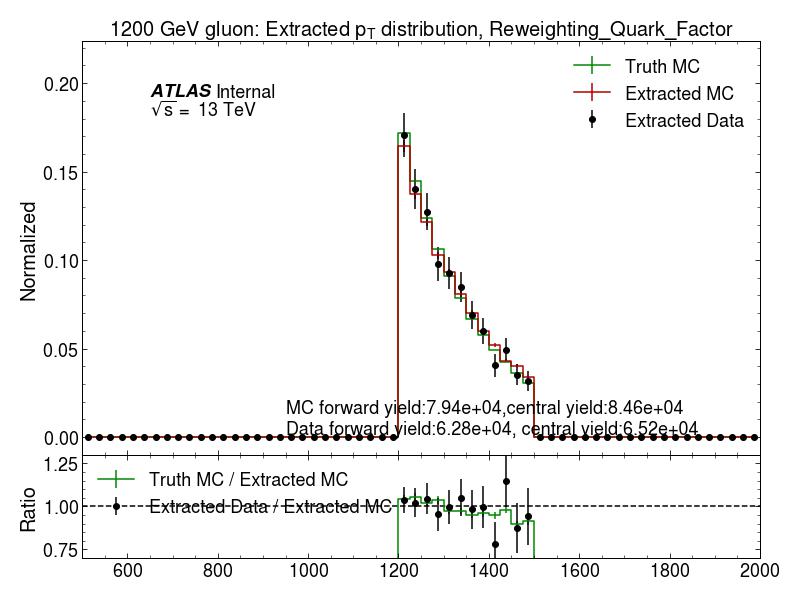 1200 GeV gluon: Extracted p_T distribution, Reweighting_Quark_Factor
ATLAS Internal
√s = 13 TeV
Truth MC
Extracted MC
Extracted Data
Normalized
0.20
0.15
0.10
0.05
0.00
MC forward yield:7.94e+04,central yield:8.46e+04
Data forward yield:6.28e+04, central yield:6.52e+04
Ratio
1.25
1.00
0.75
Truth MC / Extracted MC
Extracted Data / Extracted MC
600 800 1000 1200 1400 1600 1800 2000